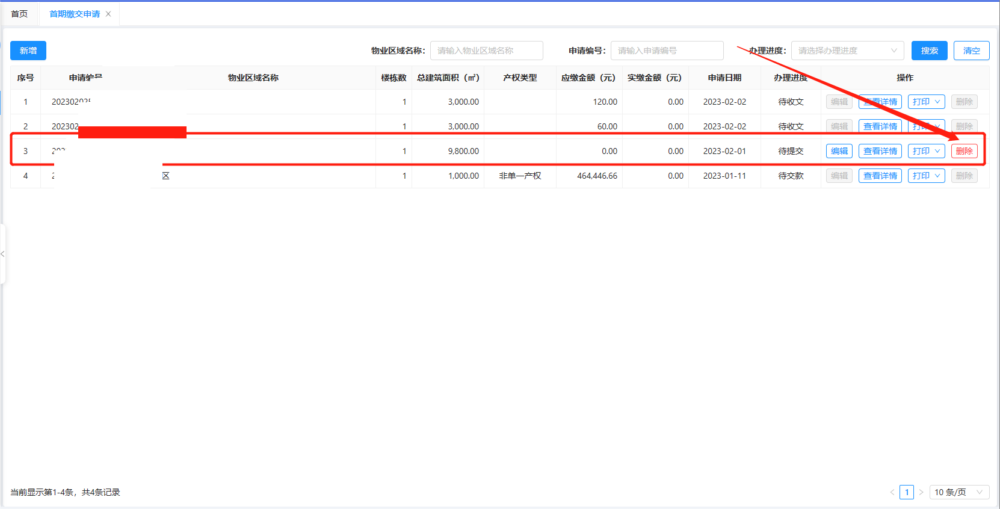 首页 首期缴交申请
新增 物业区域名称: 请输入物业区域名称 申请编号: 请输入申请编号 办理进度: 请选择办理进度 搜索 清空
序号 申请编号 物业区域名称 楼栋数 总建筑面积（㎡） 产权类型 应缴金额（元） 实缴金额（元） 申请日期 办理进度 操作
1 202302025 1 3,000.00 120.00 0.00 2023-02-02 待收文 编辑 查看详情 打印 删除
2 202302 1 3,000.00 60.00 0.00 2023-02-02 待收文 编辑 查看详情 打印 删除
3 202 1 9,800.00 0.00 0.00 2023-02-01 待提交 编辑 查看详情 打印 删除
4 2 区 1 1,000.00 非单一产权 464,446.66 0.00 2023-01-11 待交款 编辑 查看详情 打印 删除
当前显示第1-4条，共4条记录 1 10 条/页